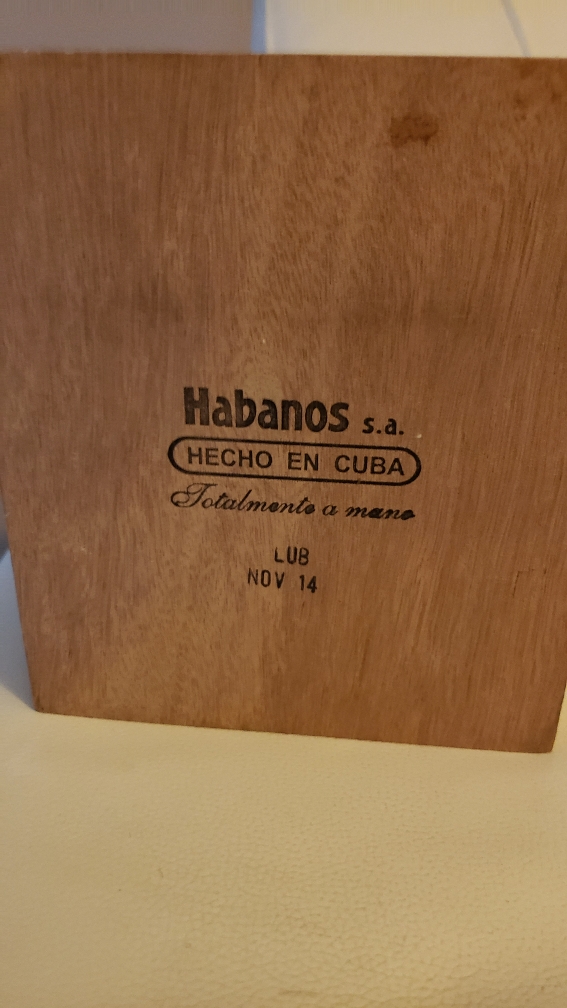 Habanos s.a.
HECHO EN CUBA
Totalmente a mano
LUB
NOV 14